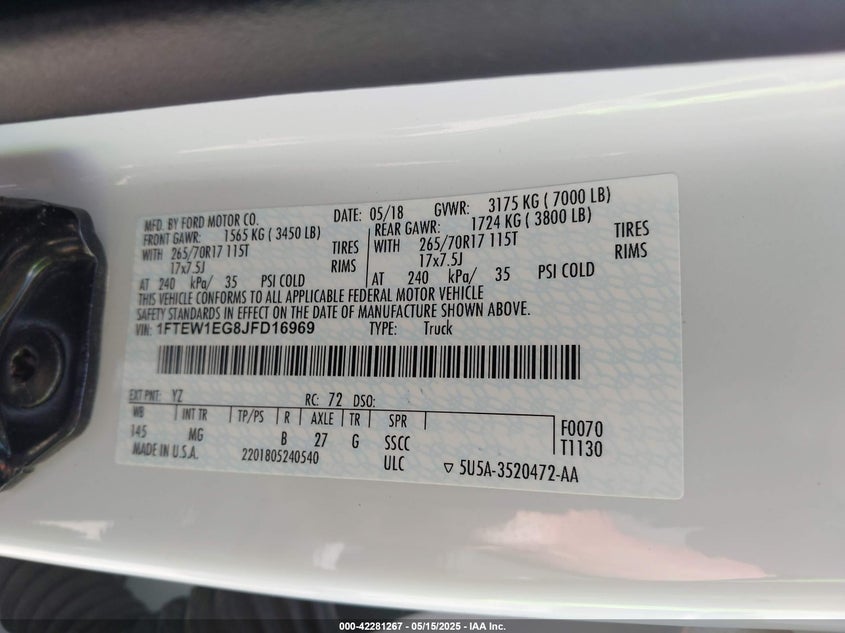 MFD. BY FORD MOTOR CO.
DATE: 05/18 GVWR: 3175 KG ( 7000 LB)
FRONT GAWR: 1565 KG ( 3450 LB)
REAR GAWR: 1724 KG ( 3800 LB)
WITH 265/70R17 115T TIRES
WITH 265/70R17 115T TIRES
17x7.5J RIMS
17x7.5J RIMS
AT 240 kPa/ 35 PSI COLD
AT 240 kPa/ 35 PSI COLD
THIS VEHICLE CONFORMS TO ALL APPLICABLE FEDERAL MOTOR VEHICLE
SAFETY STANDARDS IN EFFECT ON THE DATE OF MANUFACTURE SHOWN ABOVE.
VIN: 1FTEW1EG8JFD16969 TYPE: Truck
EXT PNT: YZ RC: 72 DSO:
WB INT TR TP/PS R AXLE TR SPR F0070
145 MG B 27 G SSCC T1130
MADE IN U.S.A. 2201805240540 ULC ▽ 5U5A-3520472-AA
000-42281267 - 05/15/2025 - IAA Inc.